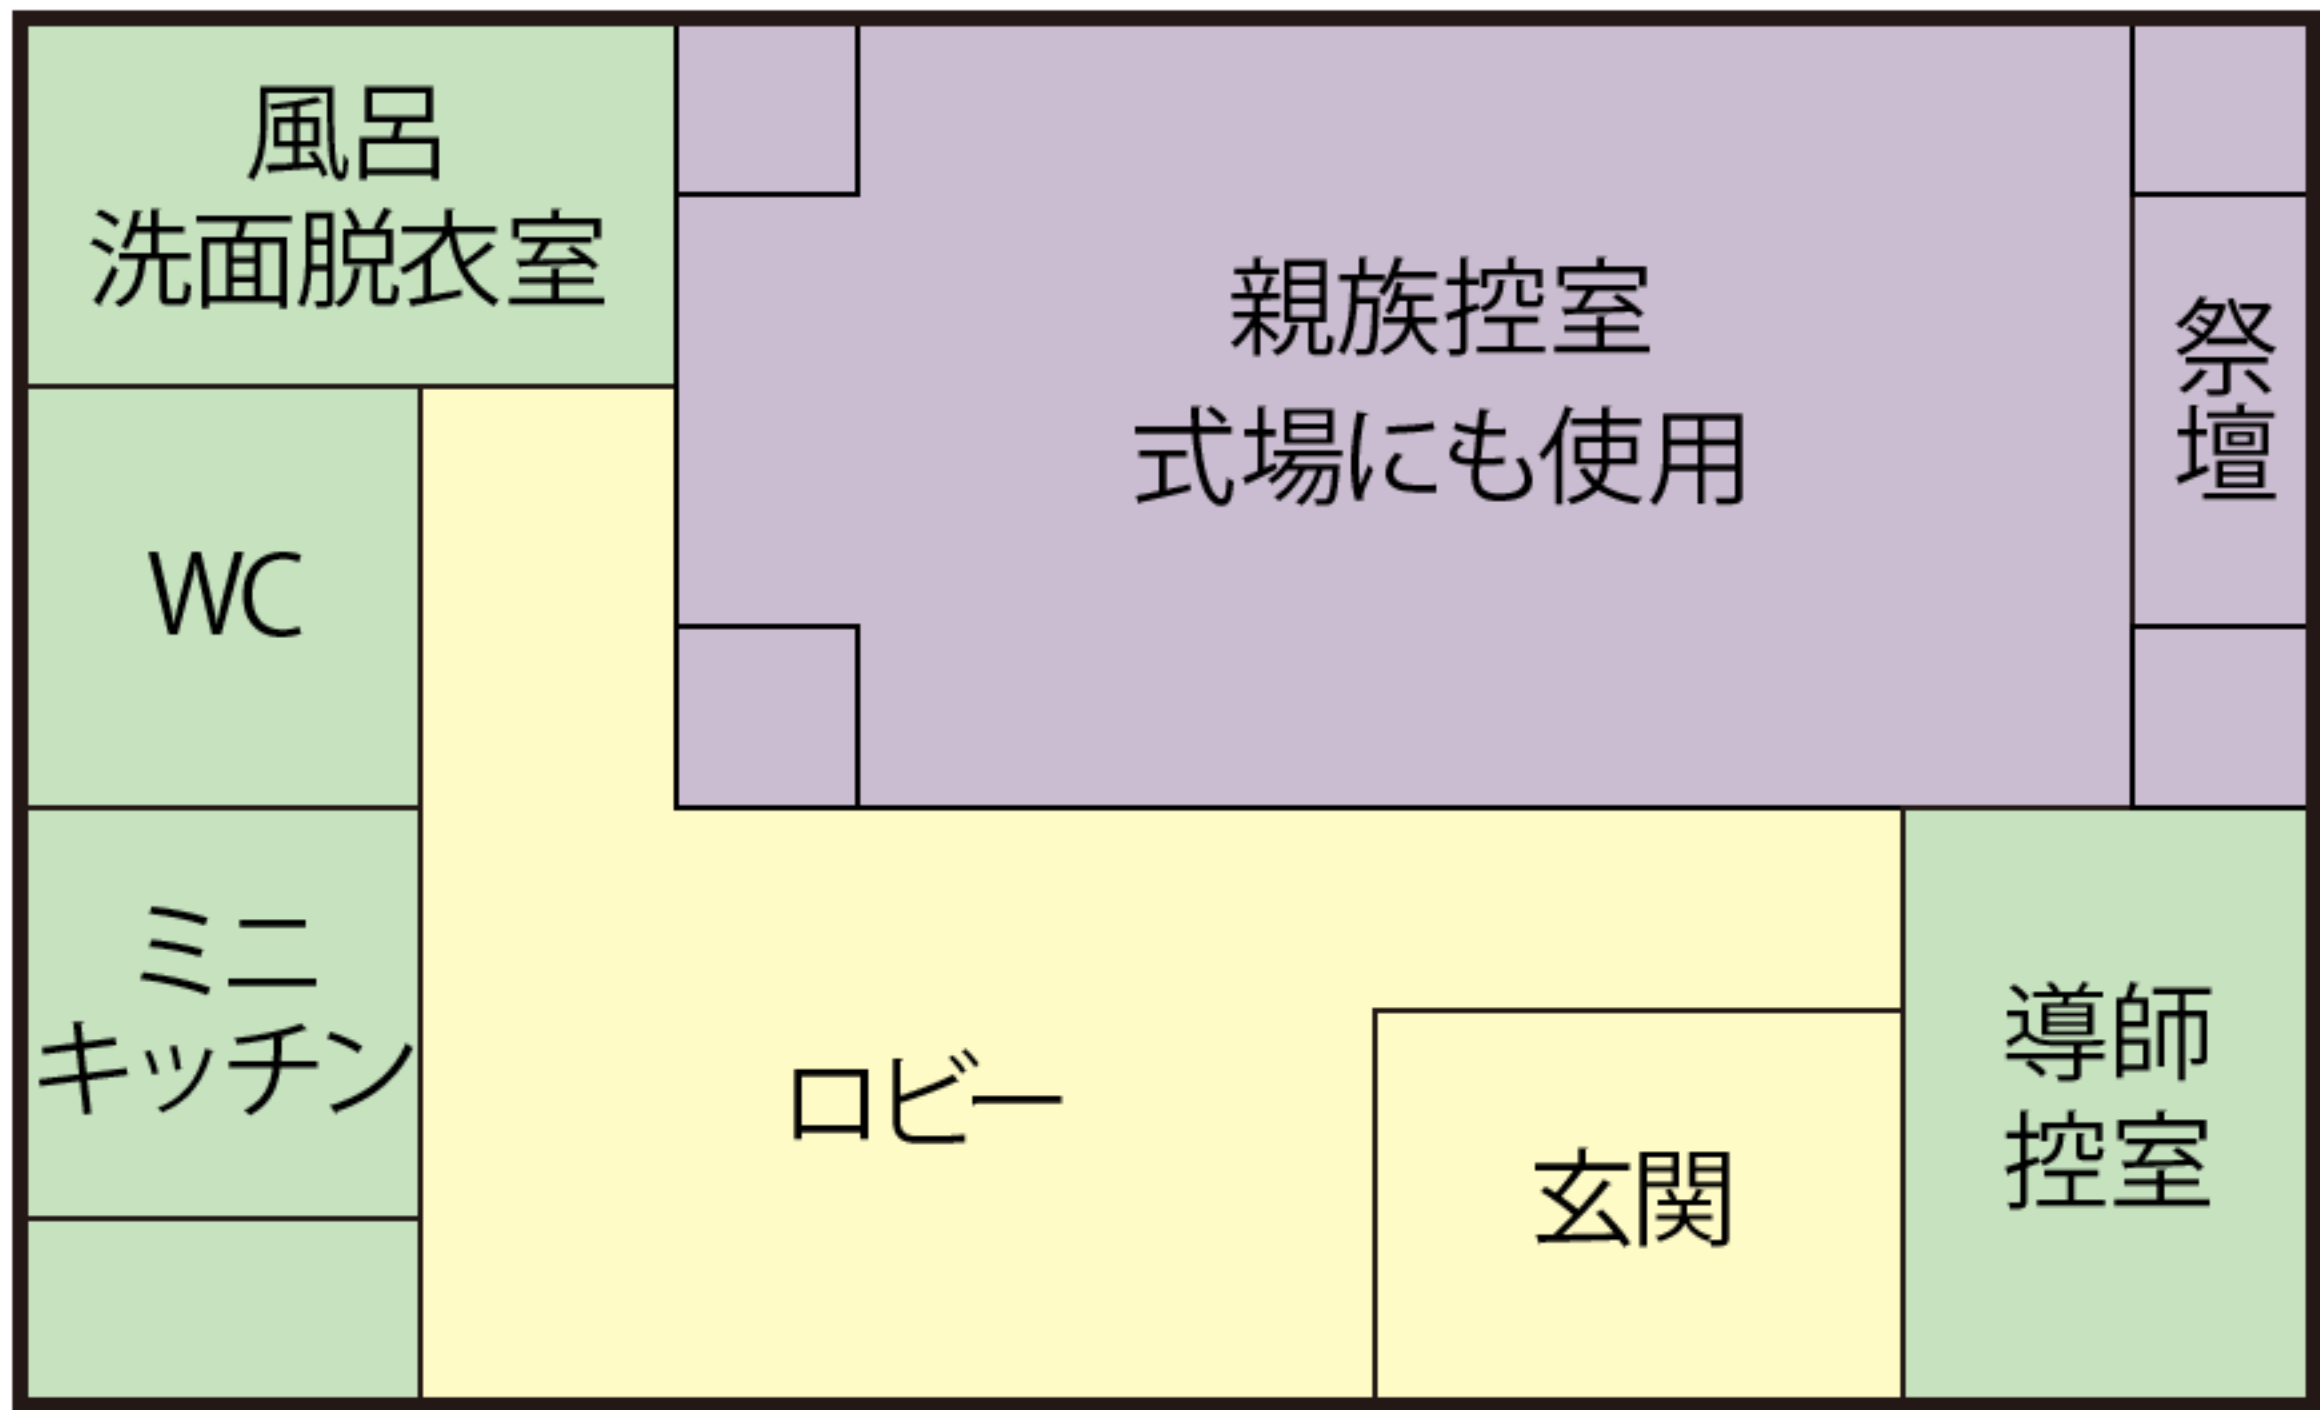 風呂
洗面脱衣室
親族控室
式場にも使用
祭壇
WC
ミニ
キッチン
ロビー
玄関
導師
控室